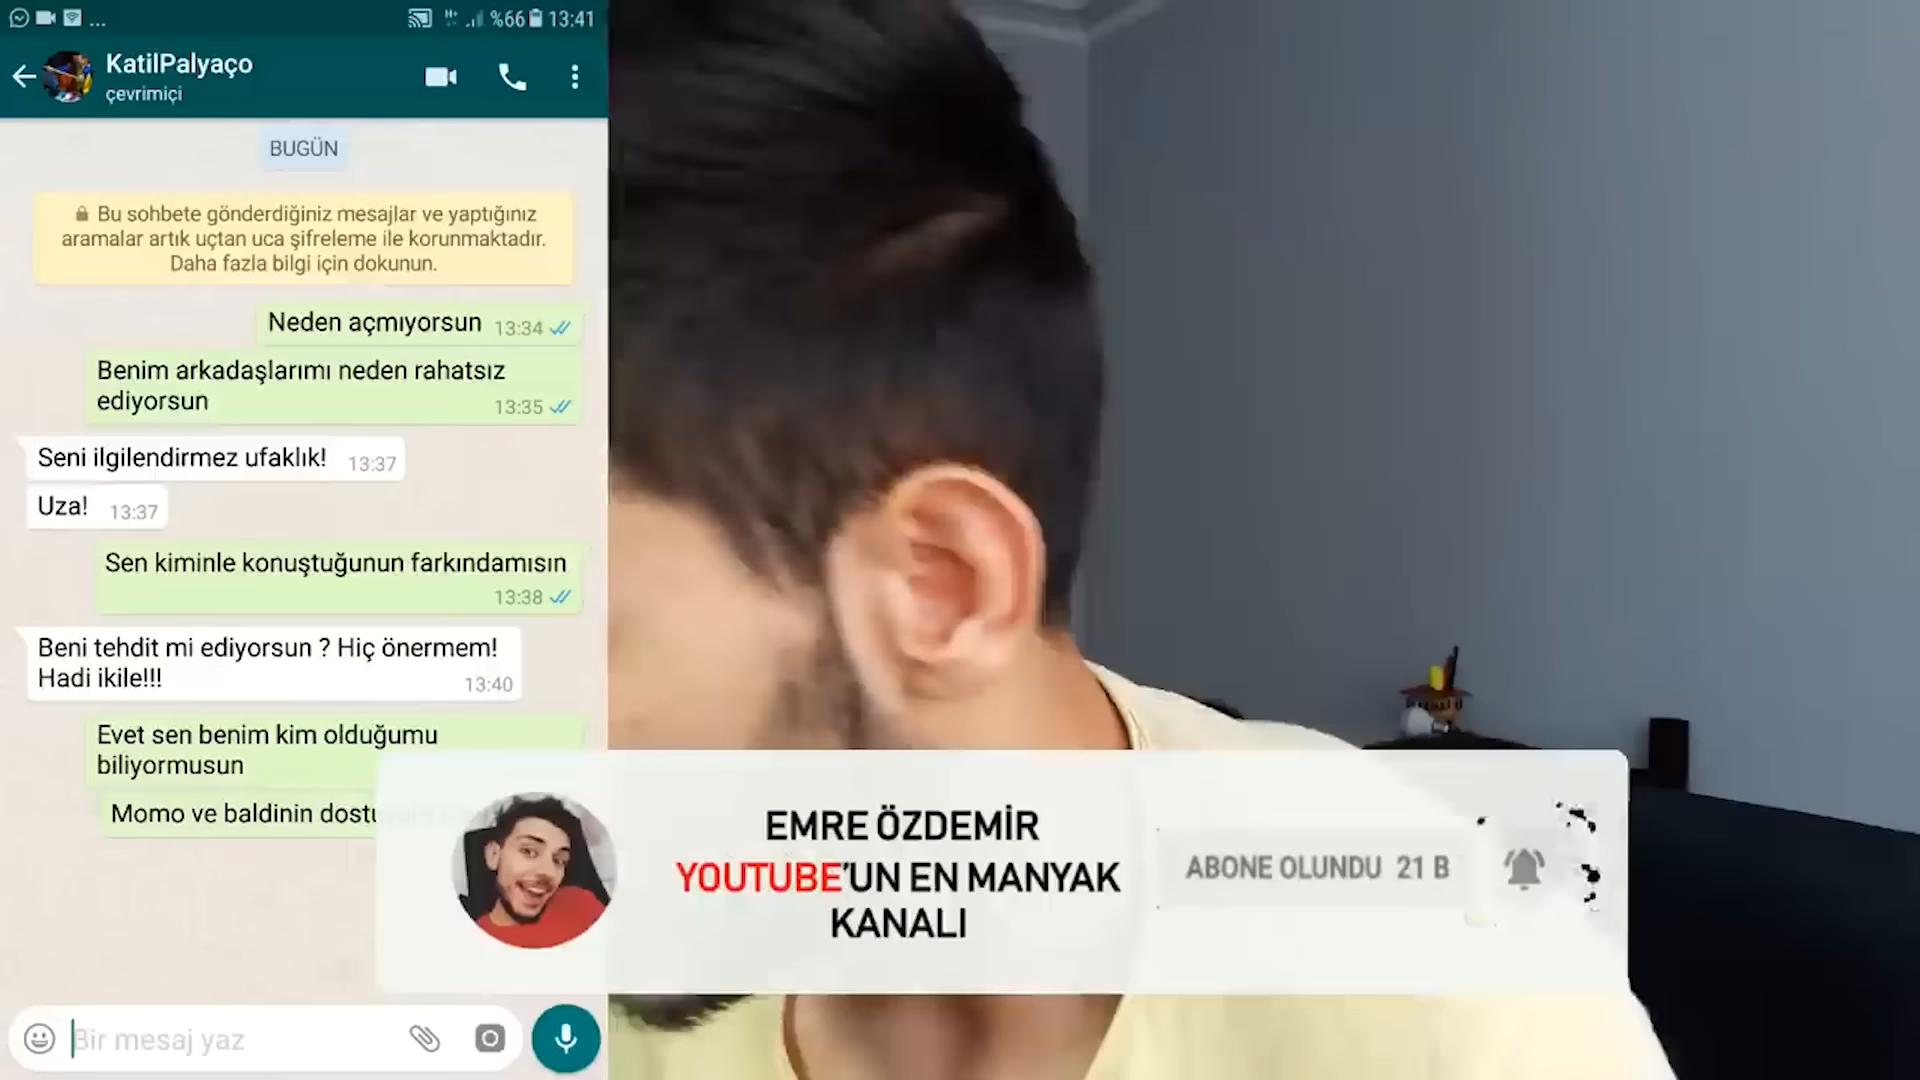 ... %66 13:41
KatilPalyaço
çevrimiçi
BUGÜN
Bu sohbete gönderdiğiniz mesajlar ve yaptığınız
aramalar artık uçtan uca şifreleme ile korunmaktadır.
Daha fazla bilgi için dokunun.
Neden açmıyorsun 13:34
Benim arkadaşlarımı neden rahatsız
ediyorsun 13:35
Seni ilgilendirmez ufaklık! 13:37
Uza! 13:37
Sen kiminle konuştuğunun farkındamısın
13:38
Beni tehdit mi ediyorsun ? Hiç önermem!
Hadi ikile!!! 13:40
Evet sen benim kim olduğumu
biliyormusun
Momo ve baldinin
EMRE ÖZDEMİR
YOUTUBE'UN EN MANYAK
KANALI
ABONE OLUNDU 21 B
Bir mesaj yaz